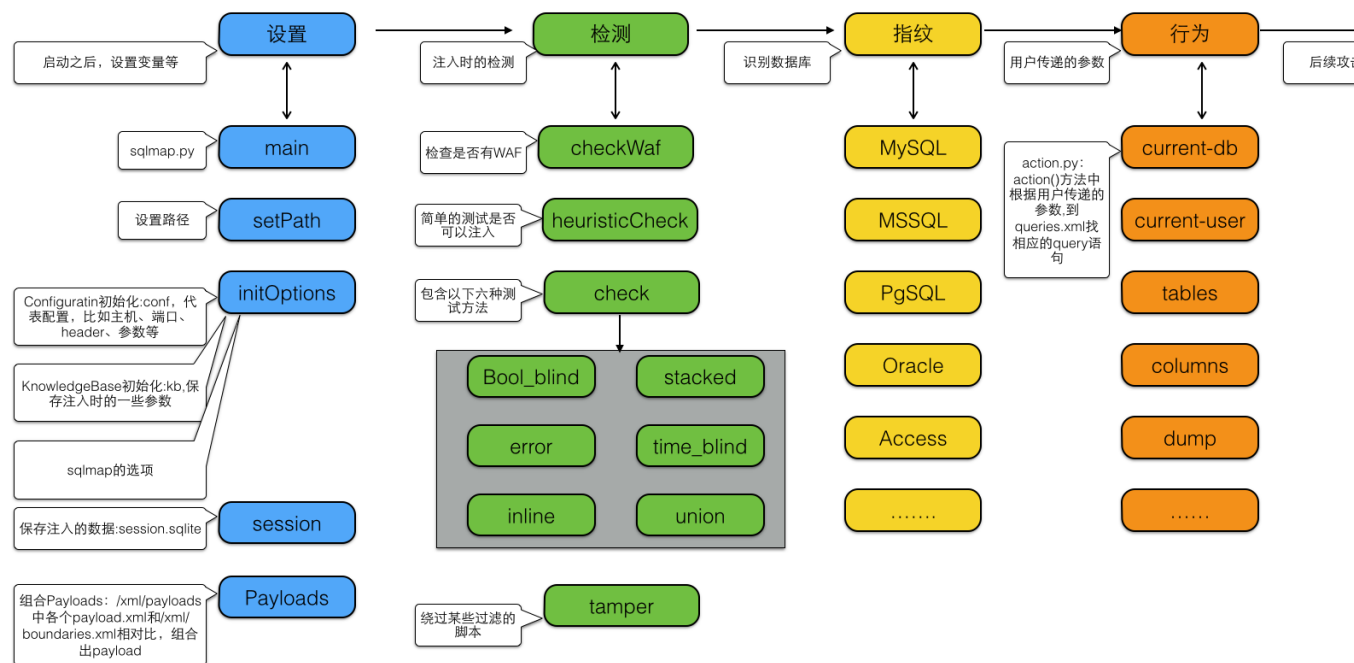 设置
检测
指纹
行为
启动之后，设置变量等
注入时的检测
识别数据库
用户传递的参数
后续攻
main
sqlmap.py
setPath
设置路径
initOptions
Configuratin初始化:conf，代
表配置，比如主机、端口、
header、参数等
KnowledgeBase初始化:kb,保
存注入时的一些参数
sqlmap的选项
session
保存注入的数据:session.sqlite
Payloads
组合Payloads：/xml/payloads
中各个payload.xml和/xml/
boundaries.xml相对比，组合
出payload
checkWaf
检查是否有WAF
heuristicCheck
简单的测试是否
可以注入
check
包含以下六种测
试方法
Bool_blind
stacked
error
time_blind
inline
union
tamper
绕过某些过滤的
脚本
MySQL
MSSQL
PgSQL
Oracle
Access
.......
current-db
action.py：
action()方法中
根据用户传递的
参数,到
queries.xml找
相应的query语
句
current-user
tables
columns
dump
......